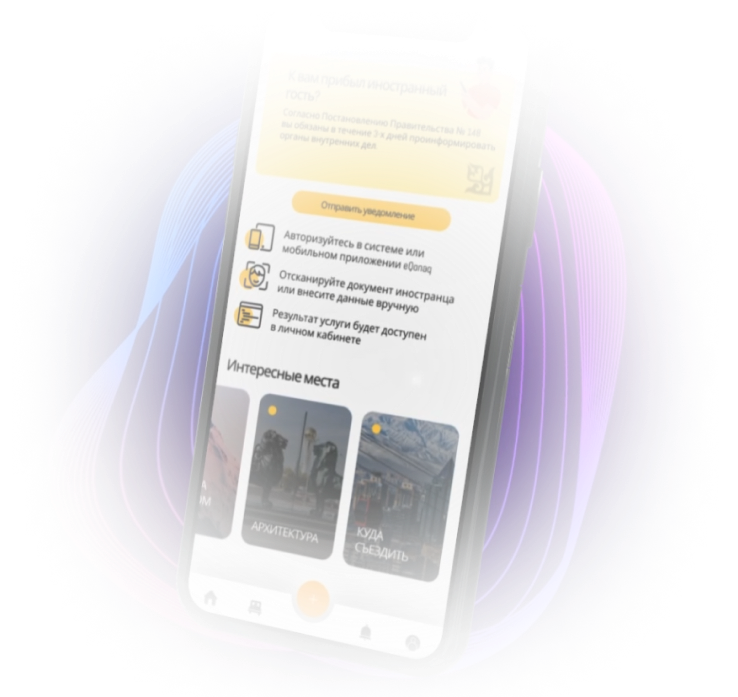 К вам прибыл иностранный
гость?
Согласно Постановлению Правительства № 149
вы обязаны в течение 3-х дней проинформировать
органы внутренних дел
Отправить уведомление
Авторизуйтесь в системе или
мобильном приложении eQonaq
Отсканируйте документ иностранца
или внесите данные вручную
Результат услуги будет доступен
в личном кабинете
Интересные места
АРХИТЕКТУРА
КУДА
СЪЕЗДИТЬ